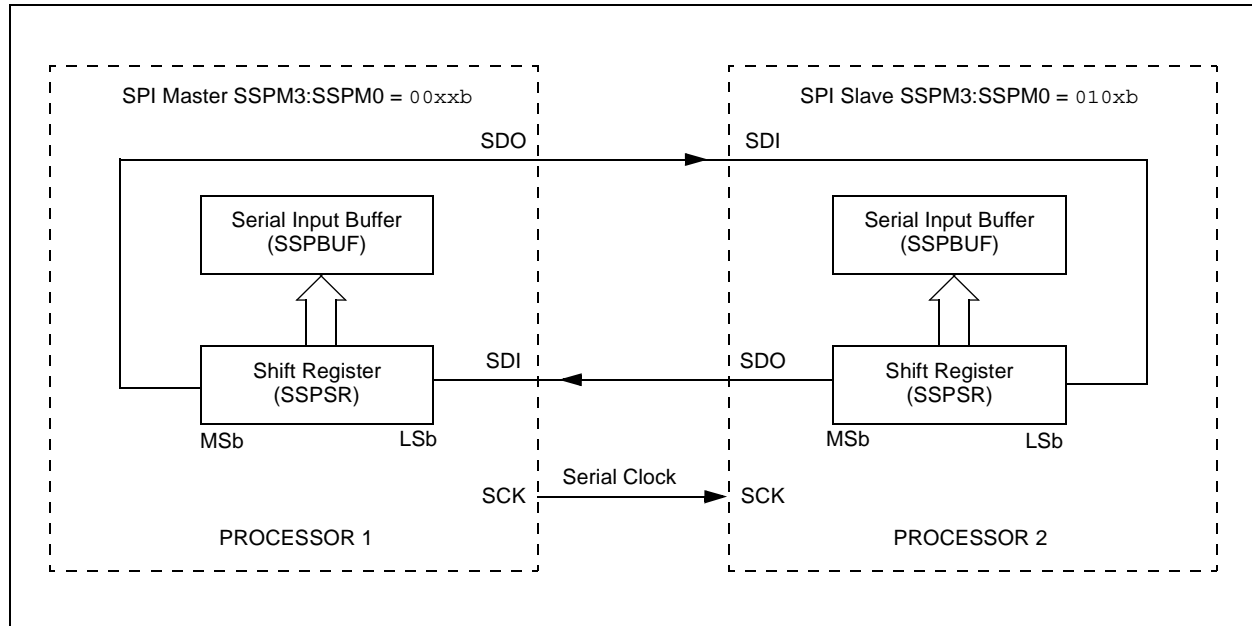 SPI Master SSPM3:SSPM0 = 00xxb
SPI Slave SSPM3:SSPM0 = 010xb
SDO
SDI
Serial Input Buffer
(SSPBUF)
Serial Input Buffer
(SSPBUF)
SDI
SDO
Shift Register
(SSPSR)
Shift Register
(SSPSR)
MSb
LSb
MSb
LSb
SCK
Serial Clock
SCK
PROCESSOR 1
PROCESSOR 2